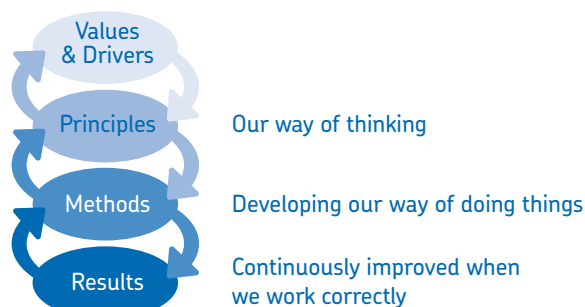 Values
& Drivers
Principles
Our way of thinking
Methods
Developing our way of doing things
Results
Continuously improved when
we work correctly